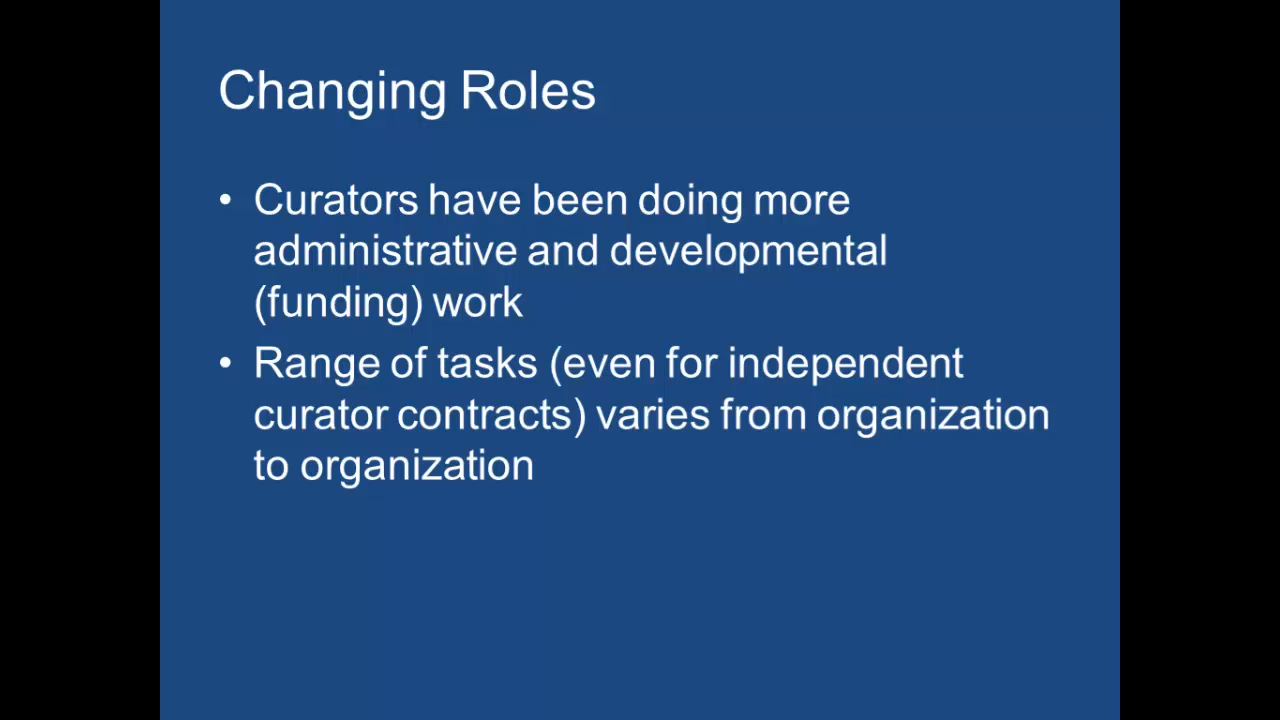 Changing Roles
• Curators have been doing more
administrative and developmental
(funding) work
• Range of tasks (even for independent
curator contracts) varies from organization
to organization